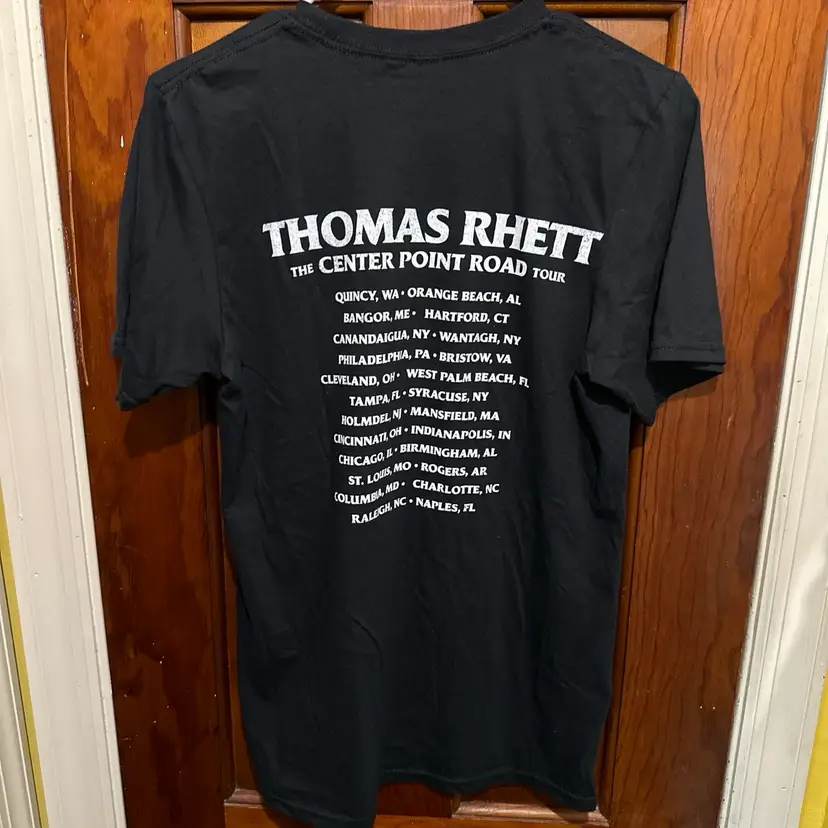 THOMAS RHETT
THE CENTER POINT ROAD TOUR
QUINCY, WA • ORANGE BEACH, AL
BANGOR, ME • HARTFORD, CT
CANANDAIGUA, NY • WANTAGH, NY
PHILADELPHIA, PA • BRISTOW, VA
CLEVELAND, OH • WEST PALM BEACH, FL
TAMPA, FL • SYRACUSE, NY
HOLMDEL, NJ • MANSFIELD, MA
CINCINNATI, OH • INDIANAPOLIS, IN
CHICAGO, IL • BIRMINGHAM, AL
ST. LOUIS, MO • ROGERS, AR
COLUMBIA, MD • CHARLOTTE, NC
RALEIGH, NC • NAPLES, FL